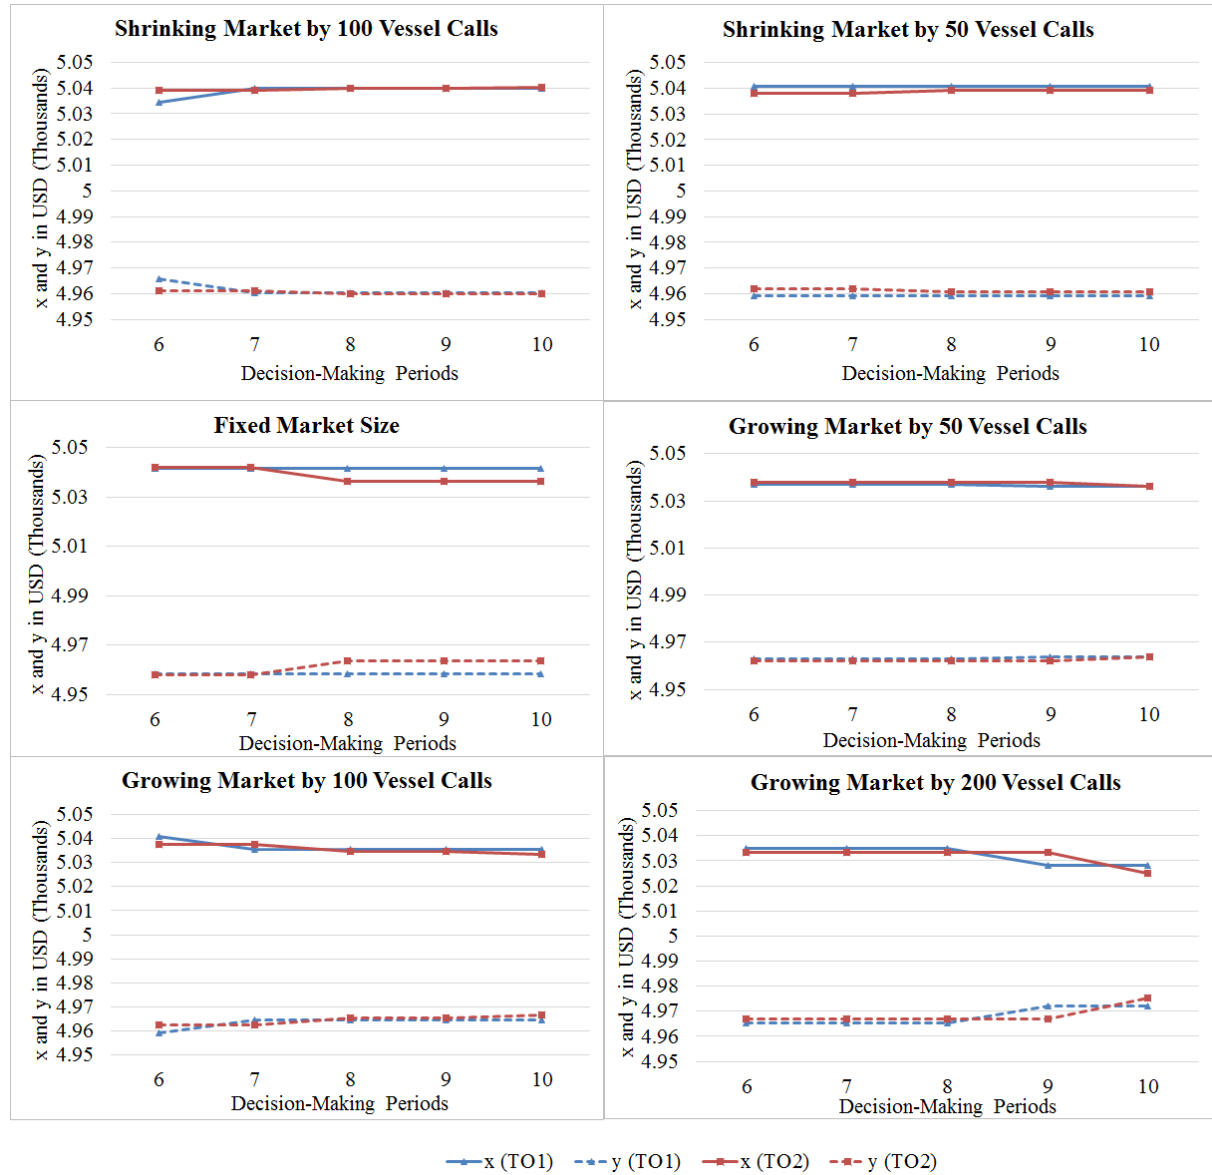 Shrinking Market by 100 Vessel Calls
x and y in USD (Thousands)
5.05
5.04
5.03
5.02
5.01
5
4.99
4.98
4.97
4.96
4.95
6 7 8 9 10
Decision-Making Periods
Shrinking Market by 50 Vessel Calls
x and y in USD (Thousands)
5.05
5.04
5.03
5.02
5.01
5
4.99
4.98
4.97
4.96
4.95
6 7 8 9 10
Decision-Making Periods
Fixed Market Size
x and y in USD (Thousands)
5.05
5.03
5.01
4.99
4.97
4.95
6 7 8 9 10
Decision-Making Periods
Growing Market by 50 Vessel Calls
x and y in USD (Thousands)
5.05
5.03
5.01
4.99
4.97
4.95
6 7 8 9 10
Decision-Making Periods
Growing Market by 100 Vessel Calls
x and y in USD (Thousands)
5.05
5.04
5.03
5.02
5.01
5
4.99
4.98
4.97
4.96
4.95
6 7 8 9 10
Decision-Making Periods
Growing Market by 200 Vessel Calls
x and y in USD (Thousands)
5.05
5.04
5.03
5.02
5.01
5
4.99
4.98
4.97
4.96
4.95
6 7 8 9 10
Decision-Making Periods
x (TO1) y (TO1) x (TO2) y (TO2)